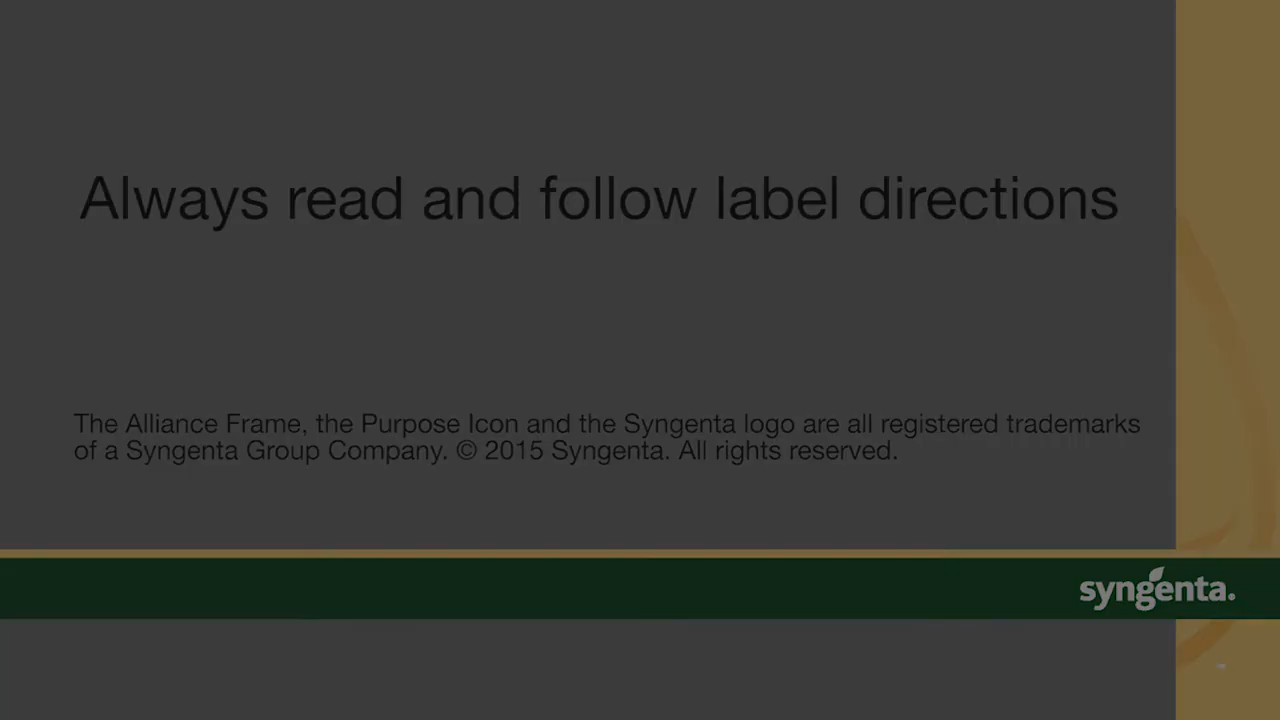 Always read and follow label directions
The Alliance Frame, the Purpose Icon and the Syngenta logo are all registered trademarks
of a Syngenta Group Company. © 2015 Syngenta. All rights reserved.
syngenta.